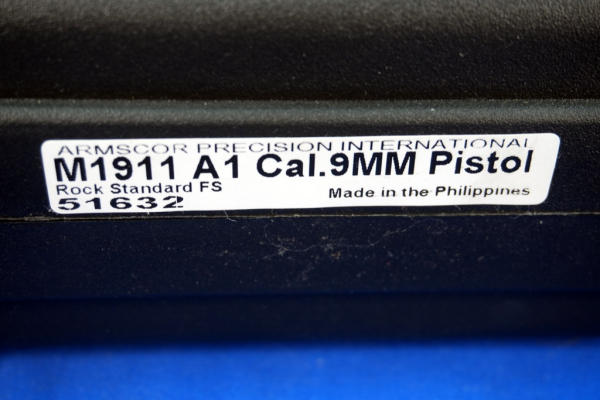 ARMSCOR PRECISION INTERNATIONAL
M1911 A1 Cal.9MM Pistol
Rock Standard FS
Made in the Philippines
51632